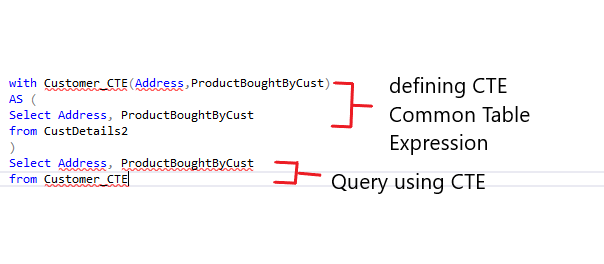 with Customer_CTE(Address,ProductBoughtByCust)
AS (
Select Address, ProductBoughtByCust
from CustDetails2
)
Select Address, ProductBoughtByCust
from Customer_CTE
defining CTE
Common Table
Expression
Query using CTE